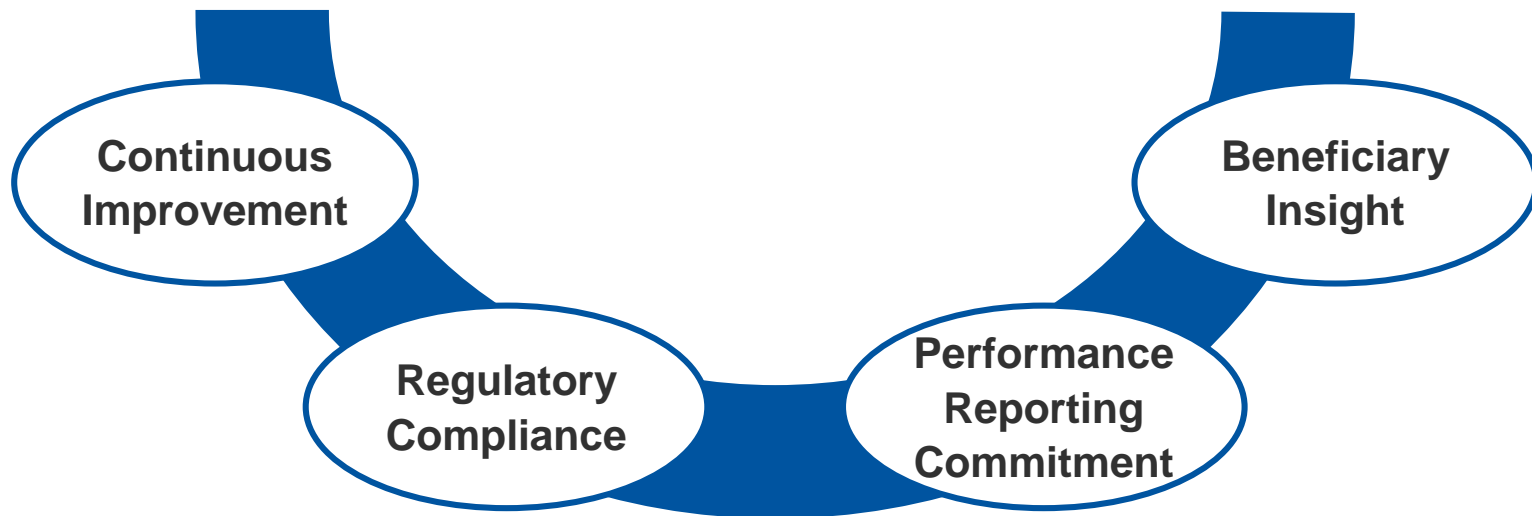 Continuous
Improvement
Regulatory
Compliance
Performance
Reporting
Commitment
Beneficiary
Insight